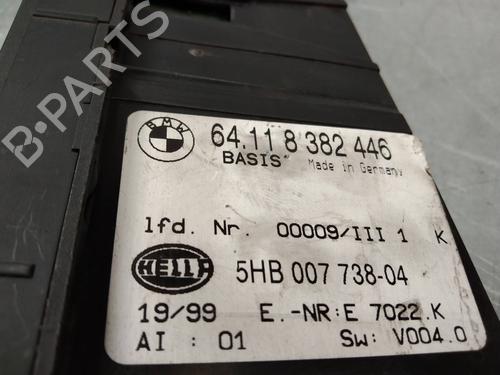 BMW
64.11 8 382 446
BASIS* Made in Germany
lfd. Nr. 00009/III 1 K
HELLA
5HB 007 738-04
19/99 E.-NR:E 7022.K
AI : 01 Sw: V004.0